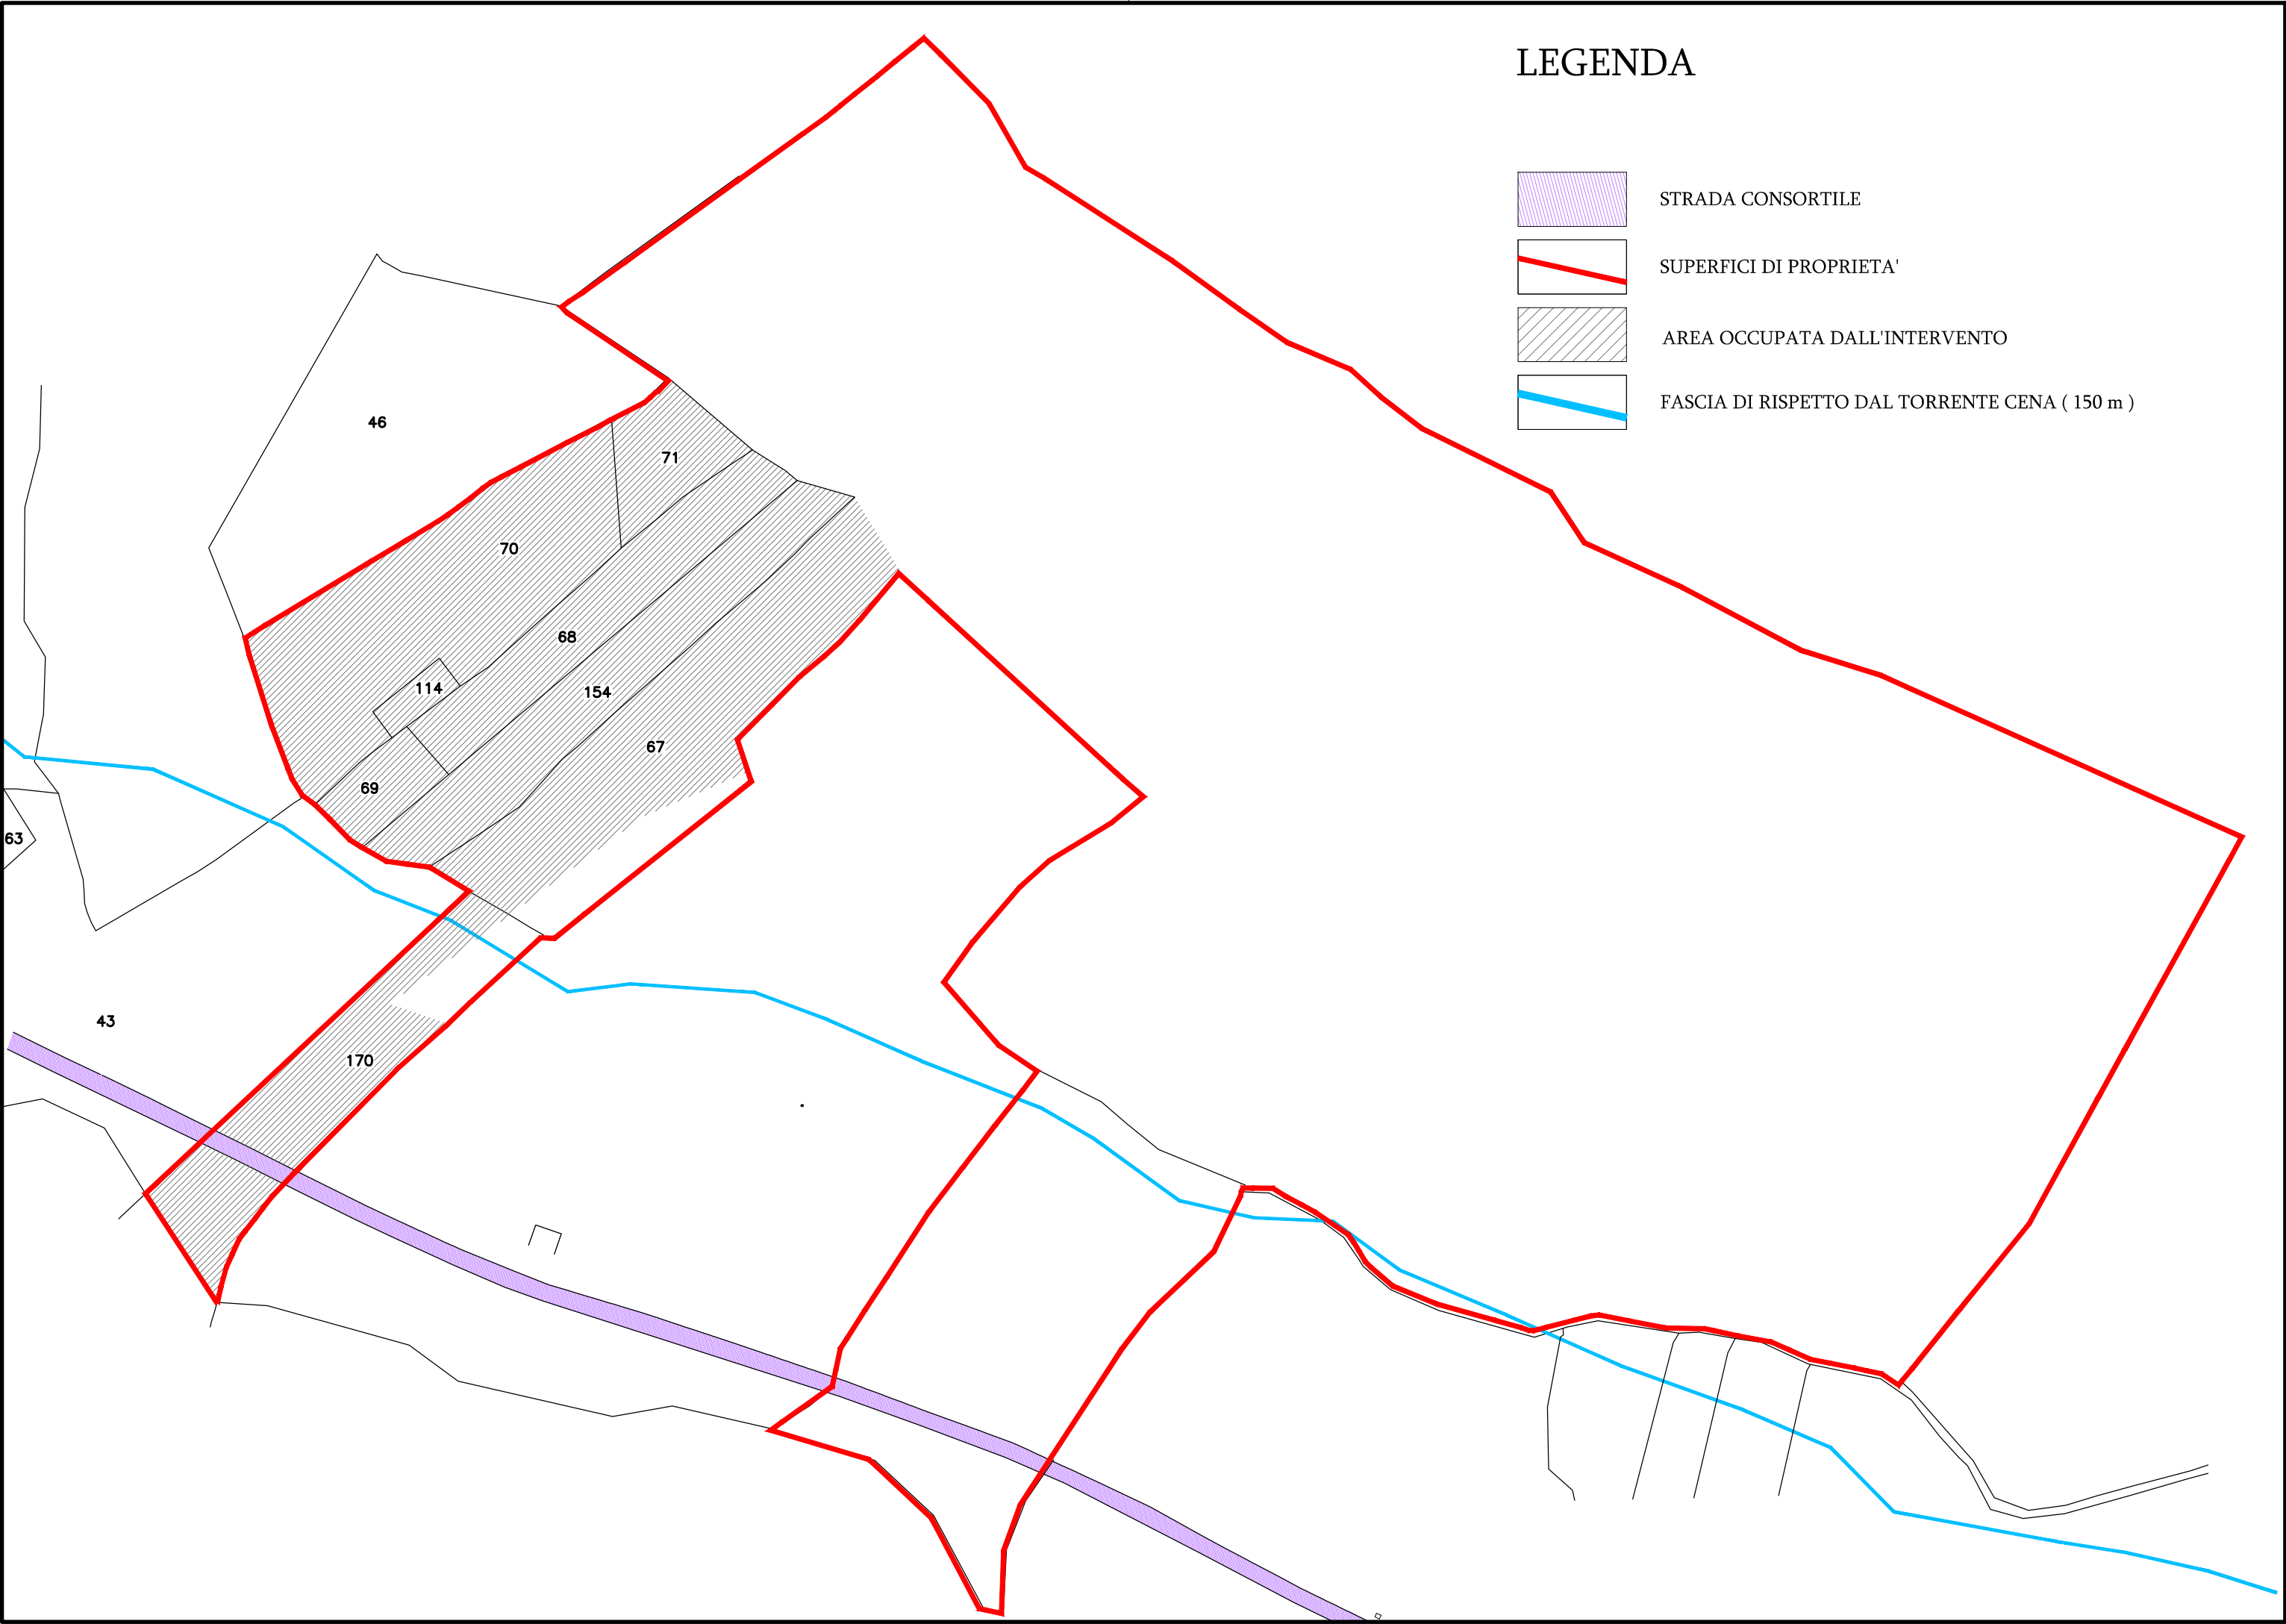 LEGENDA
STRADA CONSORTILE
SUPERFICI DI PROPRIETA'
AREA OCCUPATA DALL'INTERVENTO
FASCIA DI RISPETTO DAL TORRENTE CENA ( 150 m )
46
71
70
68
114
154
67
69
63
43
170